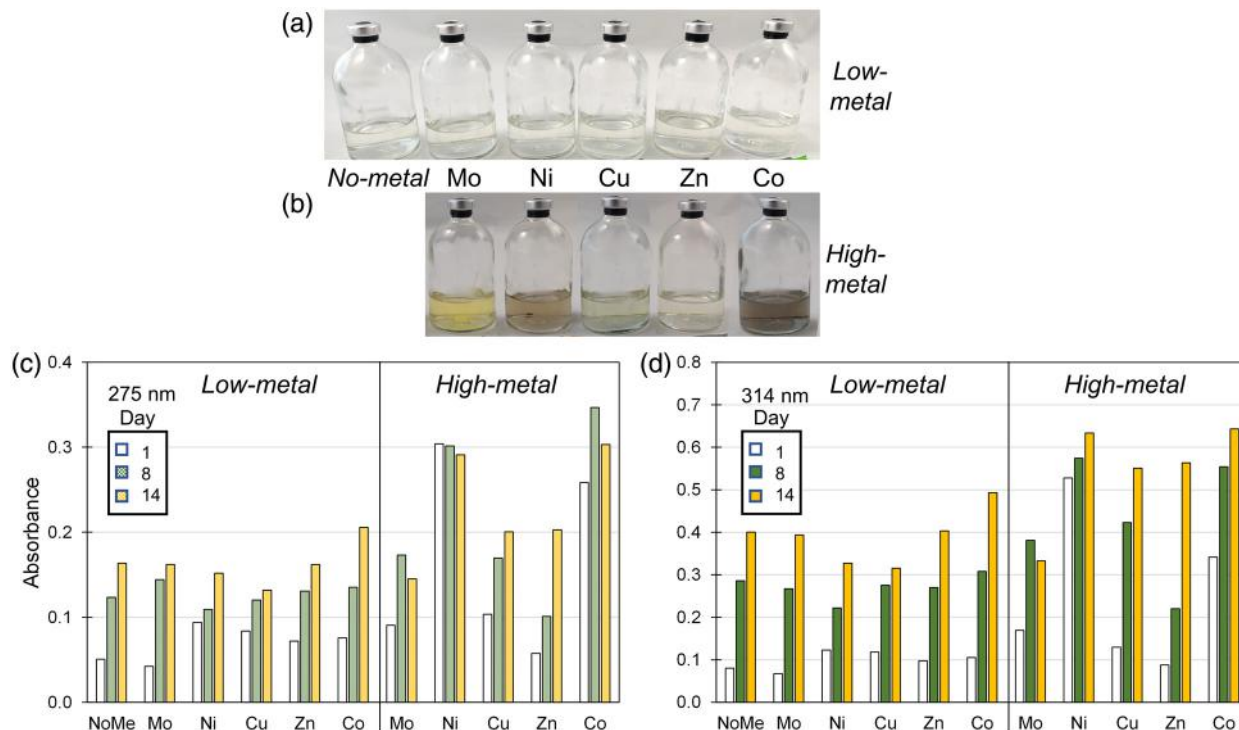 (a)
Low-
metal
No-metal Mo Ni Cu Zn Co
(b)
High-
metal
(c)
0.4
0.3
0.2
0.1
0.0
Absorbance
275 nm
Day
1
8
14
Low-metal
High-metal
NoMe Mo Ni Cu Zn Co Mo Ni Cu Zn Co
(d)
0.8
0.7
0.6
0.5
0.4
0.3
0.2
0.1
0.0
314 nm
Day
1
8
14
Low-metal
High-metal
NoMe Mo Ni Cu Zn Co Mo Ni Cu Zn Co